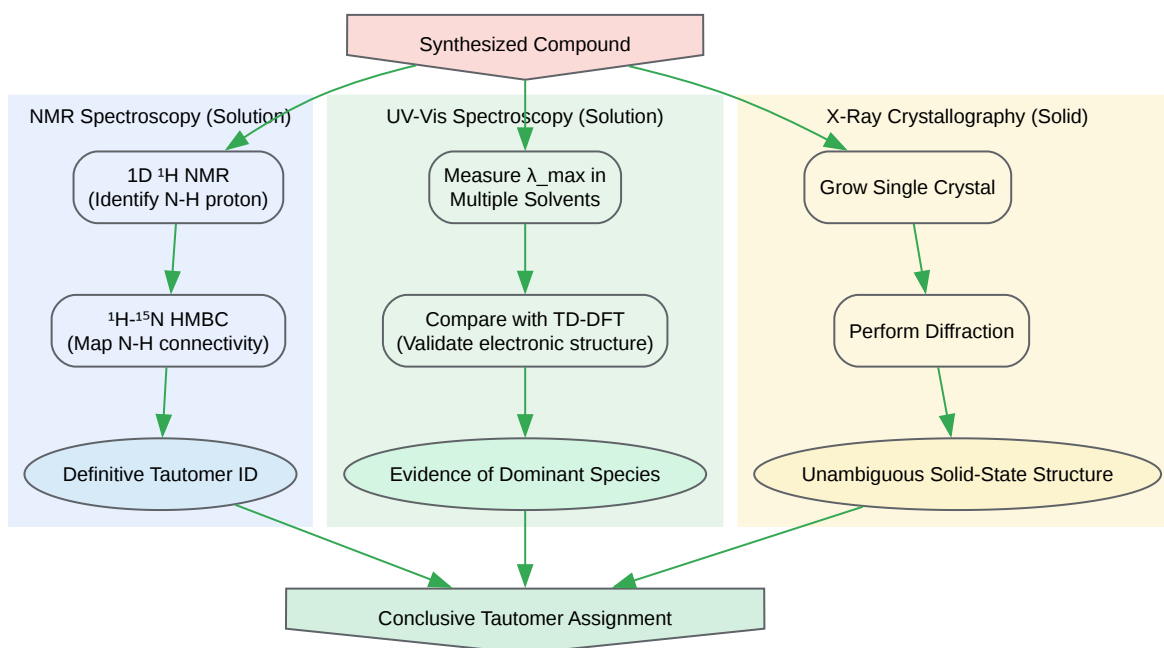 Synthesized Compound
NMR Spectroscopy (Solution)
1D ¹H NMR
(Identify N-H proton)
¹H-¹⁵N HMBC
(Map N-H connectivity)
Definitive Tautomer ID
UV-Vis Spectroscopy (Solution)
Measure λ_max in
Multiple Solvents
Compare with TD-DFT
(Validate electronic structure)
Evidence of Dominant Species
X-Ray Crystallography (Solid)
Grow Single Crystal
Perform Diffraction
Unambiguous Solid-State Structure
Conclusive Tautomer Assignment